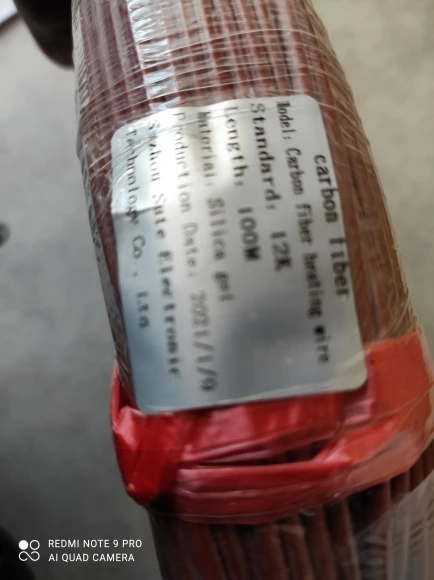 carbon fiber
Model: Carbon fiber heating wire
Standard: 12K
Length: 100M
Material: Silica gel
Production Date: 2021/1/9
Suzhou Sute Electronic
Technology Co., Ltd
REDMI NOTE 9 PRO
AI QUAD CAMERA